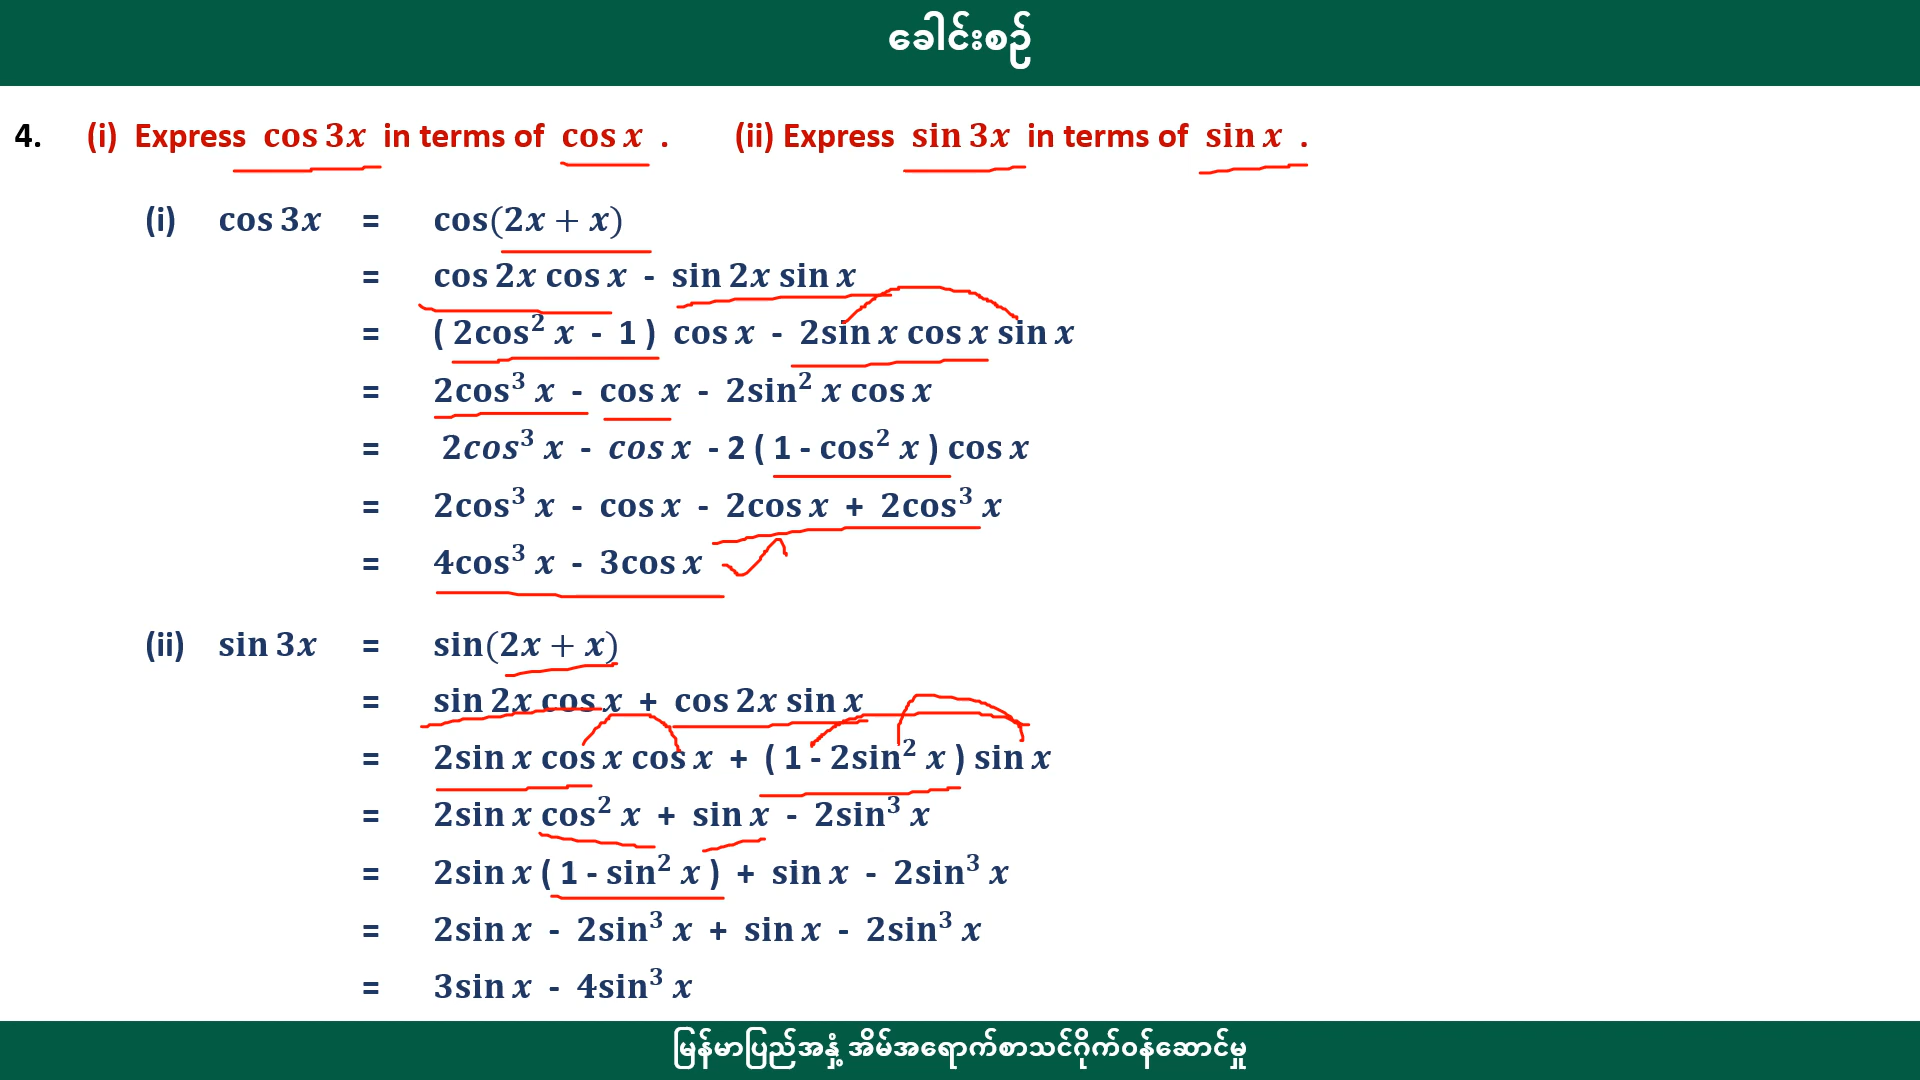 ခေါင်းစဉ်
4. (i) Express cos 3x in terms of cos x . (ii) Express sin 3x in terms of sin x .
(i) cos 3x = cos(2x + x)
= cos 2x cos x - sin 2x sin x
= ( 2cos² x - 1 ) cos x - 2sin x cos x sin x
= 2cos³ x - cos x - 2sin² x cos x
= 2cos³ x - cos x - 2 ( 1 - cos² x ) cos x
= 2cos³ x - cos x - 2cos x + 2cos³ x
= 4cos³ x - 3cos x
(ii) sin 3x = sin(2x + x)
= sin 2x cos x + cos 2x sin x
= 2sin x cos x cos x + ( 1 - 2sin² x ) sin x
= 2sin x cos² x + sin x - 2sin³ x
= 2sin x ( 1 - sin² x ) + sin x - 2sin³ x
= 2sin x - 2sin³ x + sin x - 2sin³ x
= 3sin x - 4sin³ x
မြန်မာပြည်အနှံ့ အိမ်အရောက်စာသင်ဂိုက်ဝန်ဆောင်မှု